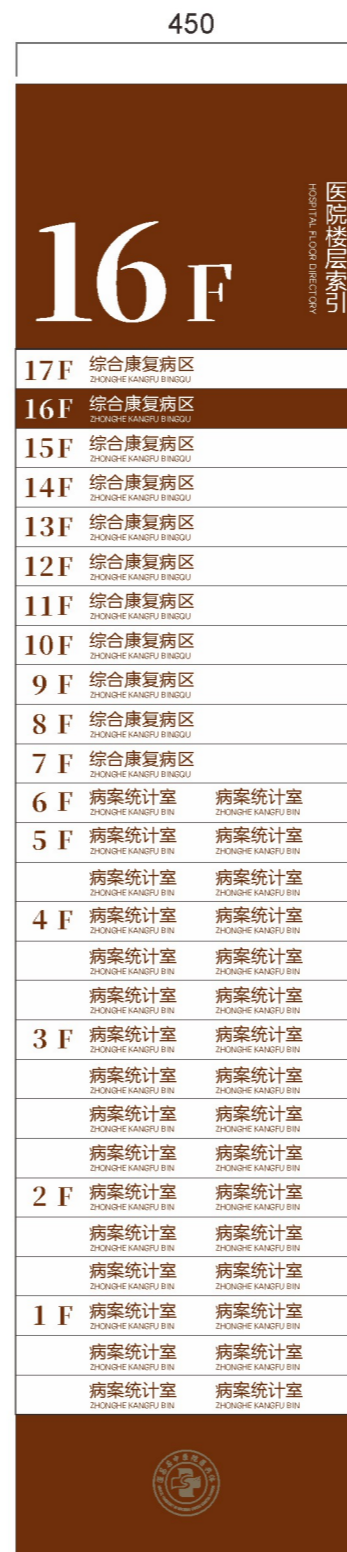 450
16 F
医院楼层索引
HOSPITAL FLOOR DIRECTORY
17F 综合康复病区
ZHONGHE KANGFU BINGQU
16F 综合康复病区
ZHONGHE KANGFU BINGQU
15F 综合康复病区
ZHONGHE KANGFU BINGQU
14F 综合康复病区
ZHONGHE KANGFU BINGQU
13F 综合康复病区
ZHONGHE KANGFU BINGQU
12F 综合康复病区
ZHONGHE KANGFU BINGQU
11F 综合康复病区
ZHONGHE KANGFU BINGQU
10F 综合康复病区
ZHONGHE KANGFU BINGQU
9 F 综合康复病区
ZHONGHE KANGFU BINGQU
8 F 综合康复病区
ZHONGHE KANGFU BINGQU
7 F 综合康复病区
ZHONGHE KANGFU BINGQU
6 F 病案统计室 病案统计室
ZHONGHE KANGFU BIN ZHONGHE KANGFU BIN
5 F 病案统计室 病案统计室
ZHONGHE KANGFU BIN ZHONGHE KANGFU BIN
病案统计室 病案统计室
ZHONGHE KANGFU BIN ZHONGHE KANGFU BIN
4 F 病案统计室 病案统计室
ZHONGHE KANGFU BIN ZHONGHE KANGFU BIN
病案统计室 病案统计室
ZHONGHE KANGFU BIN ZHONGHE KANGFU BIN
病案统计室 病案统计室
ZHONGHE KANGFU BIN ZHONGHE KANGFU BIN
3 F 病案统计室 病案统计室
ZHONGHE KANGFU BIN ZHONGHE KANGFU BIN
病案统计室 病案统计室
ZHONGHE KANGFU BIN ZHONGHE KANGFU BIN
病案统计室 病案统计室
ZHONGHE KANGFU BIN ZHONGHE KANGFU BIN
病案统计室 病案统计室
ZHONGHE KANGFU BIN ZHONGHE KANGFU BIN
2 F 病案统计室 病案统计室
ZHONGHE KANGFU BIN ZHONGHE KANGFU BIN
病案统计室 病案统计室
ZHONGHE KANGFU BIN ZHONGHE KANGFU BIN
病案统计室 病案统计室
ZHONGHE KANGFU BIN ZHONGHE KANGFU BIN
1 F 病案统计室 病案统计室
ZHONGHE KANGFU BIN ZHONGHE KANGFU BIN
病案统计室 病案统计室
ZHONGHE KANGFU BIN ZHONGHE KANGFU BIN
病案统计室 病案统计室
ZHONGHE KANGFU BIN ZHONGHE KANGFU BIN